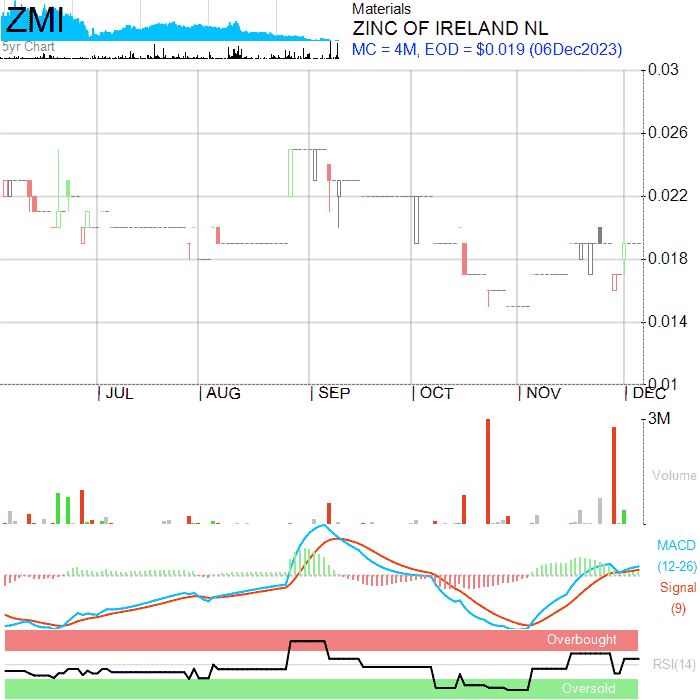 ZMI
5yr Chart
Materials
ZINC OF IRELAND NL
MC = 4M, EOD = $0.019 (06Dec2023)
0.03
0.026
0.022
0.018
0.014
0.01
JUL AUG SEP OCT NOV DEC
3M
Volume
MACD
(12-26)
Signal
(9)
Overbought
RSI(14)
Oversold